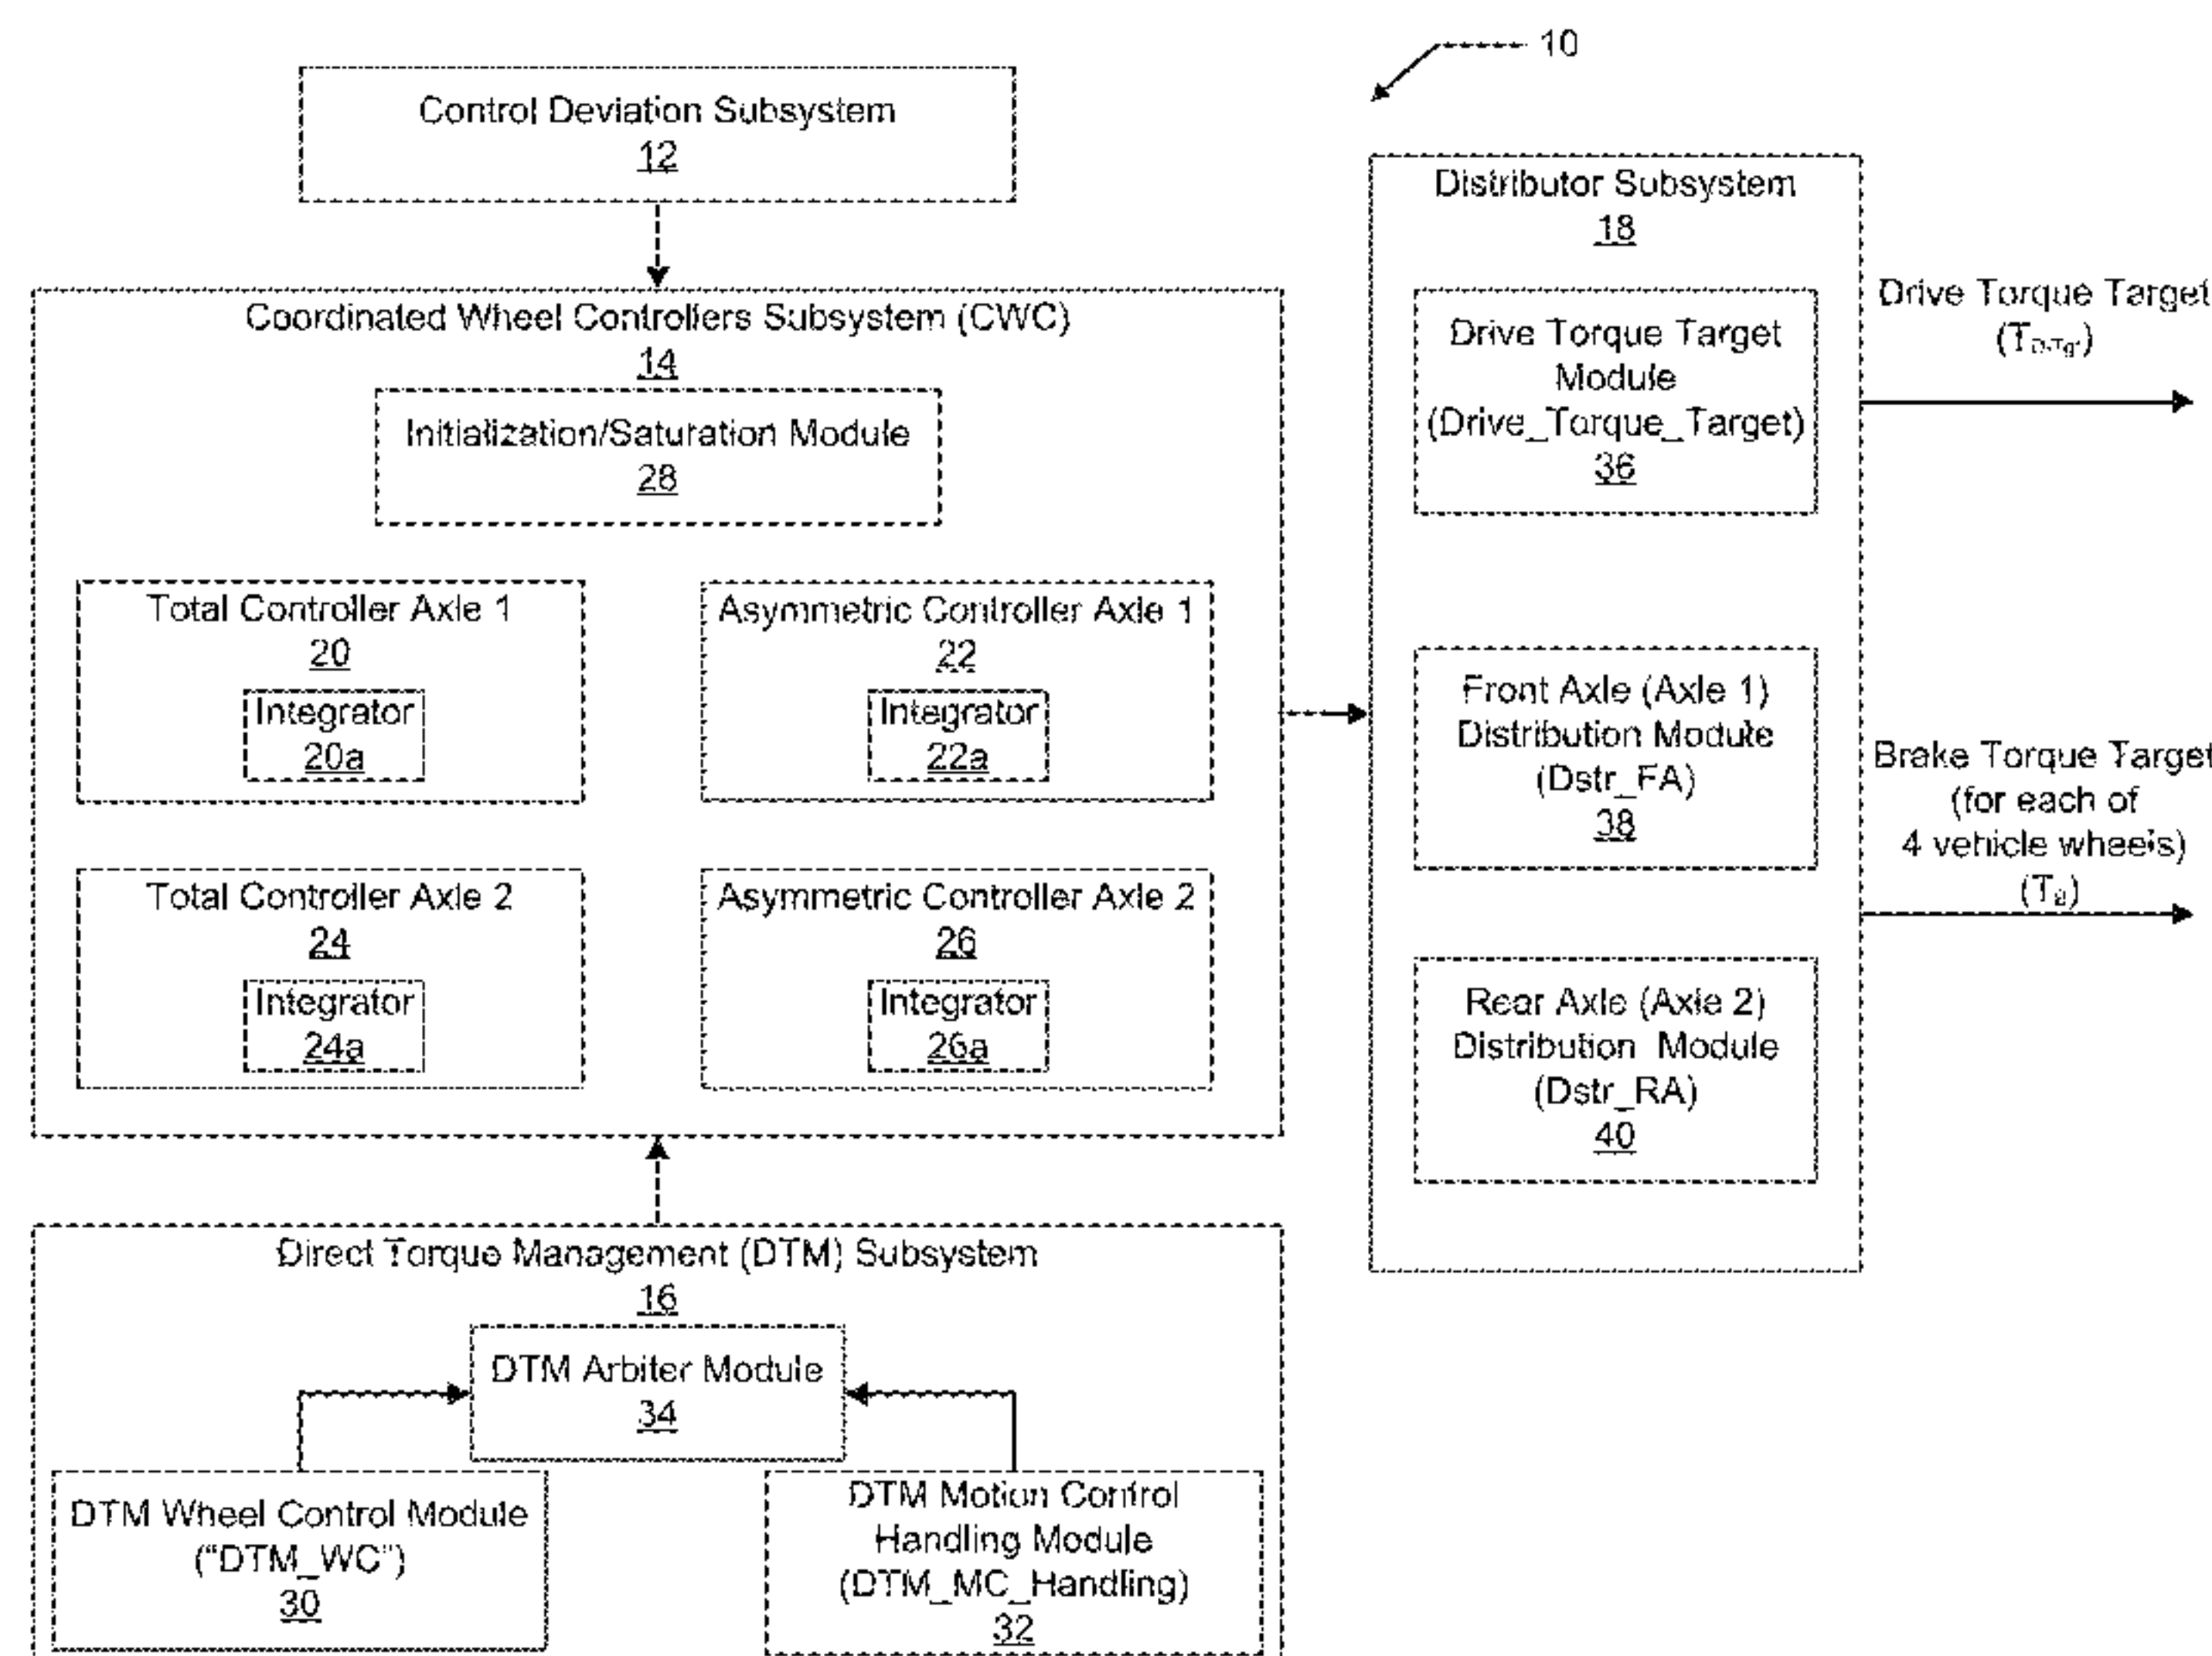 10
Control Deviation Subsystem
12
Coordinated Wheel Controllers Subsystem (CWC)
14
Initialization/Saturation Module
28
Total Controller Axle 1
20
Integrator
20a
Asymmetric Controller Axle 1
22
Integrator
22a
Total Controller Axle 2
24
Integrator
24a
Asymmetric Controller Axle 2
26
Integrator
26a
Direct Torque Management (DTM) Subsystem
16
DTM Arbiter Module
34
DTM Wheel Control Module
("DTM_WC")
30
DTM Motion Control
Handling Module
(DTM_MC_Handling)
32
Distributor Subsystem
18
Drive Torque Target
Module
(Drive_Torque_Target)
36
Front Axle (Axle 1)
Distribution Module
(Dstr_FA)
38
Rear Axle (Axle 2)
Distribution Module
(Dstr_RA)
40
Drive Torque Target
Brake Torque Target
(for each of
4 vehicle wheels)